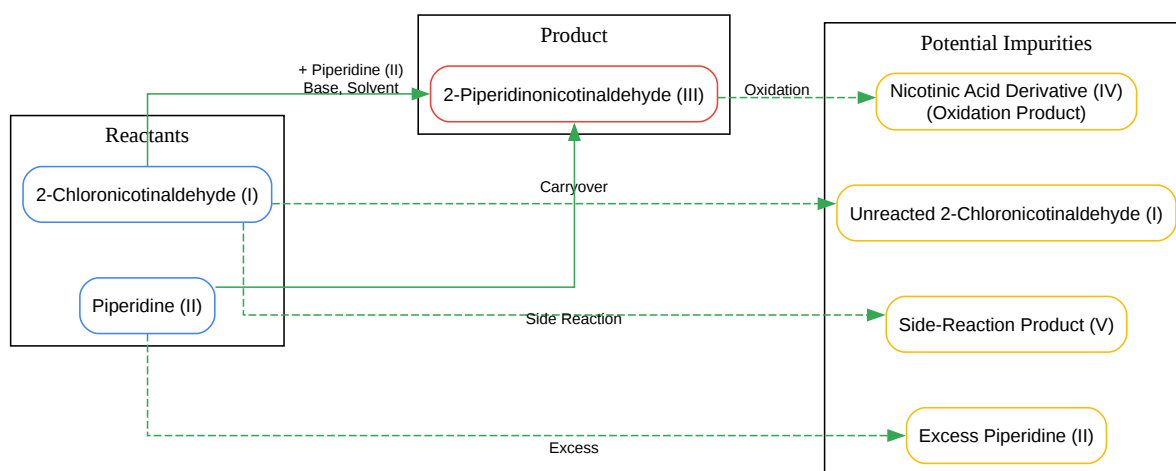 Product
Potential Impurities
+ Piperidine (II)
Base, Solvent
2-Piperidinonicotinaldehyde (III)
Oxidation
Nicotinic Acid Derivative (IV)
(Oxidation Product)
Reactants
2-Chloronicotinaldehyde (I)
Carryover
Unreacted 2-Chloronicotinaldehyde (I)
Piperidine (II)
Side Reaction
Side-Reaction Product (V)
Excess
Excess Piperidine (II)